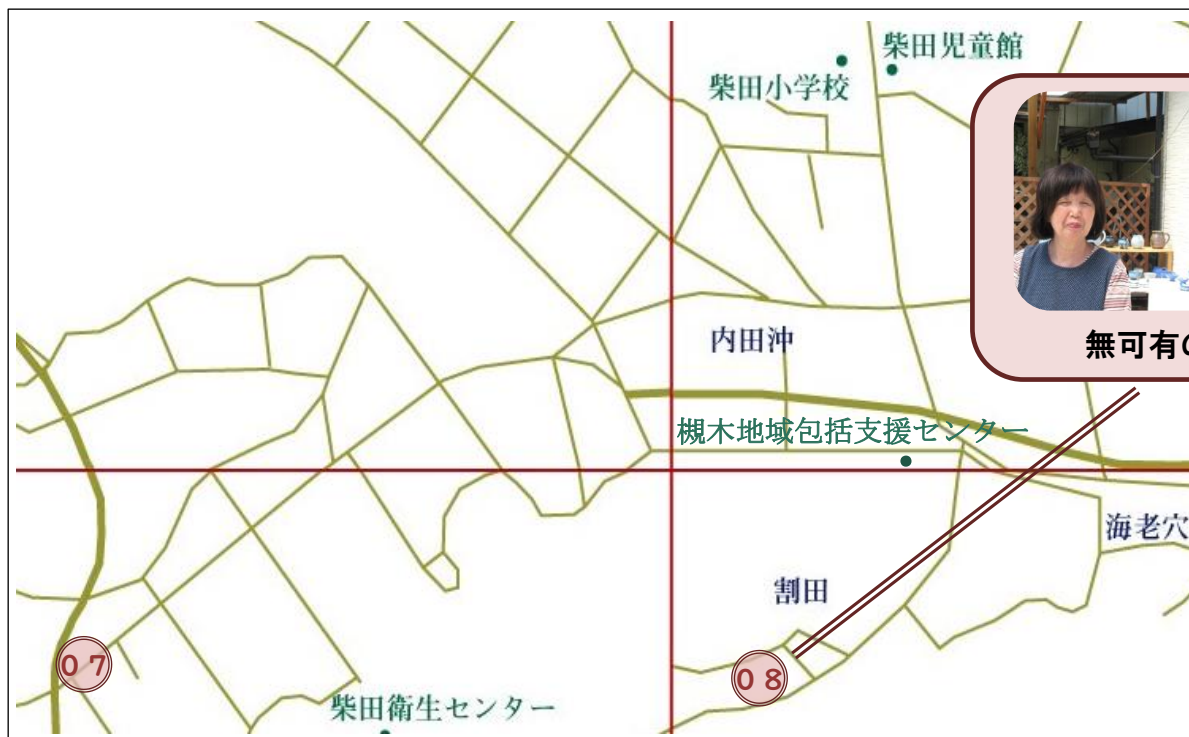 柴田児童館
柴田小学校
無可有の
内田沖
槻木地域包括支援センター
海老穴
割田
07
08
柴田衛生センター